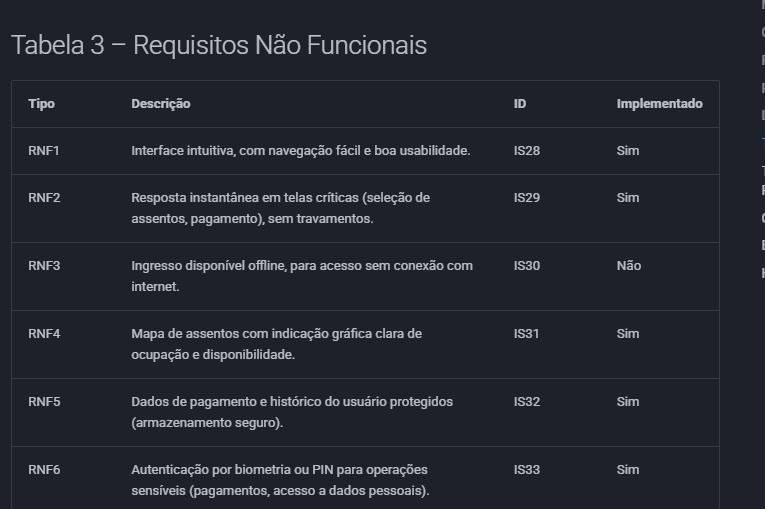 Tabela 3 – Requisitos Não Funcionais
Tipo Descrição ID Implementado
RNF1 Interface intuitiva, com navegação fácil e boa usabilidade. IS28 Sim
RNF2 Resposta instantânea em telas críticas (seleção de IS29 Sim
assentos, pagamento), sem travamentos.
RNF3 Ingresso disponível offline, para acesso sem conexão com IS30 Não
internet.
RNF4 Mapa de assentos com indicação gráfica clara de IS31 Sim
ocupação e disponibilidade.
RNF5 Dados de pagamento e histórico do usuário protegidos IS32 Sim
(armazenamento seguro).
RNF6 Autenticação por biometria ou PIN para operações IS33 Sim
sensíveis (pagamentos, acesso a dados pessoais).